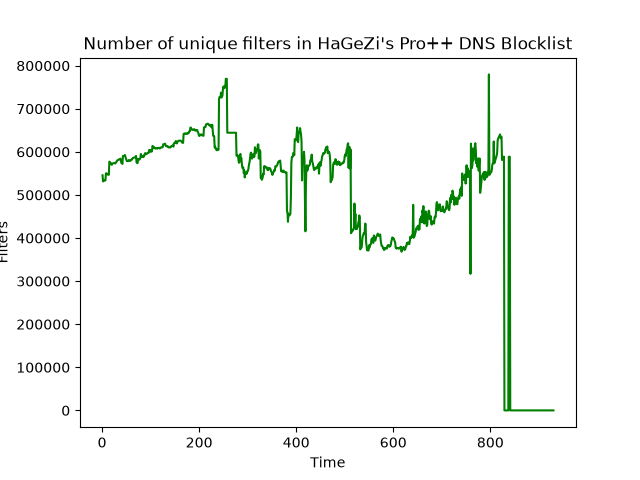 Number of unique filters in HaGeZi's Pro++ DNS Blocklist
800000
700000
600000
500000
400000
300000
200000
100000
0
Filters
0 200 400 600 800
Time